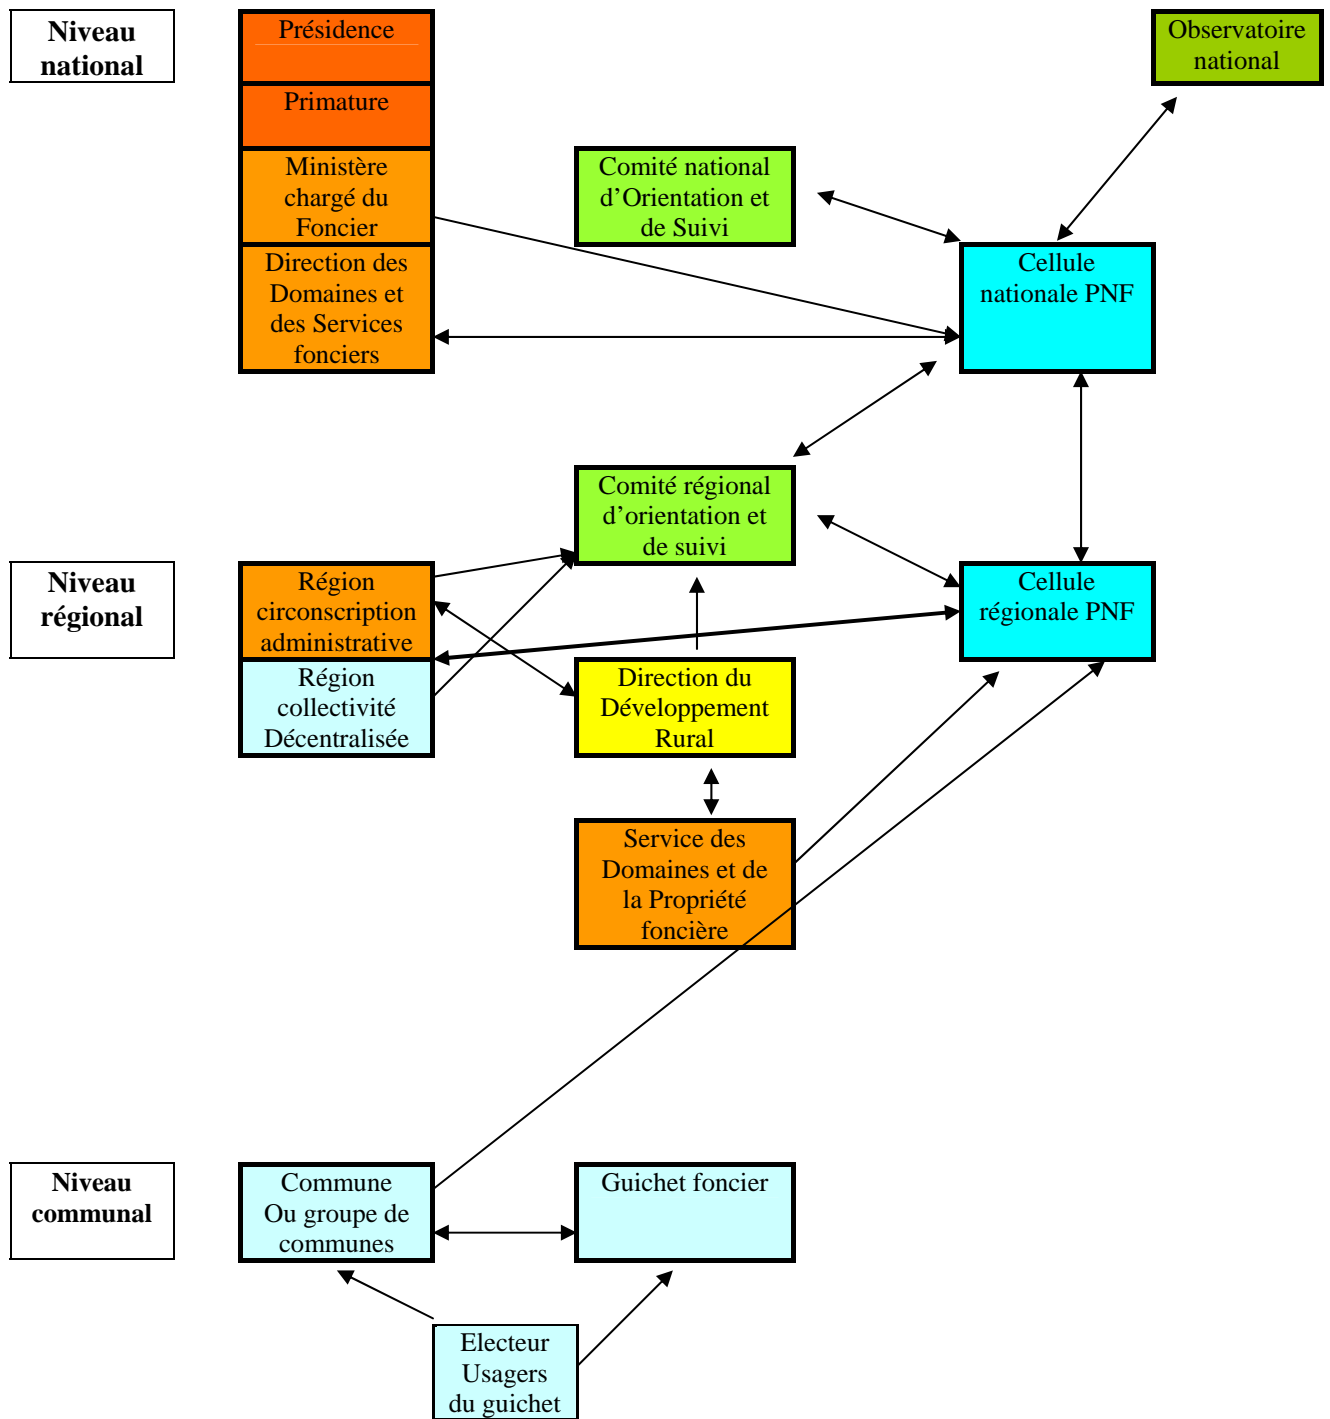 Niveau
national
Présidence
Primature
Ministère
chargé du
Foncier
Direction des
Domaines et
des Services
fonciers
Comité national
d’Orientation et
de Suivi
Observatoire
national
Cellule
nationale PNF
Comité régional
d’orientation et
de suivi
Niveau
régional
Région
circonscription
administrative
Région
collectivité
Décentralisée
Direction du
Développement
Rural
Cellule
régionale PNF
Service des
Domaines et de
la Propriété
foncière
Niveau
communal
Commune
Ou groupe de
communes
Guichet foncier
Electeur
Usagers
du guichet